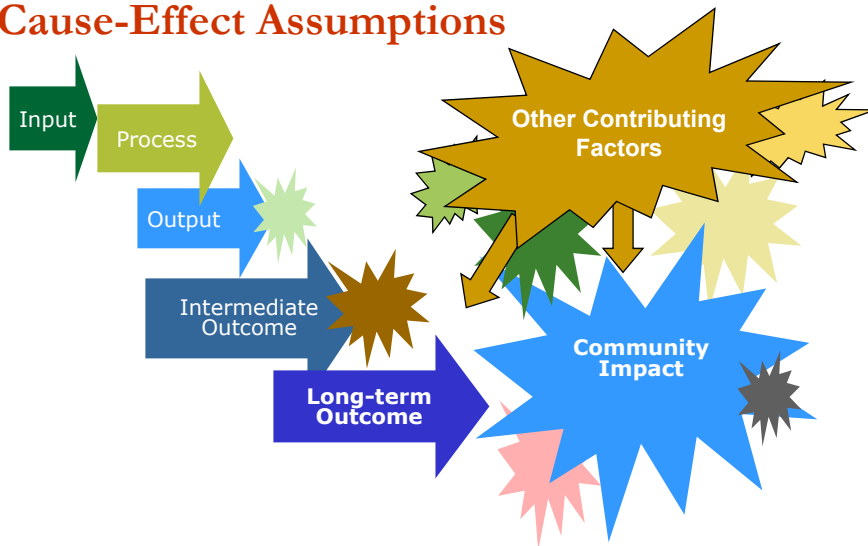 Cause-Effect Assumptions
Input
Process
Output
Intermediate
Outcome
Long-term
Outcome
Other Contributing
Factors
Community
Impact